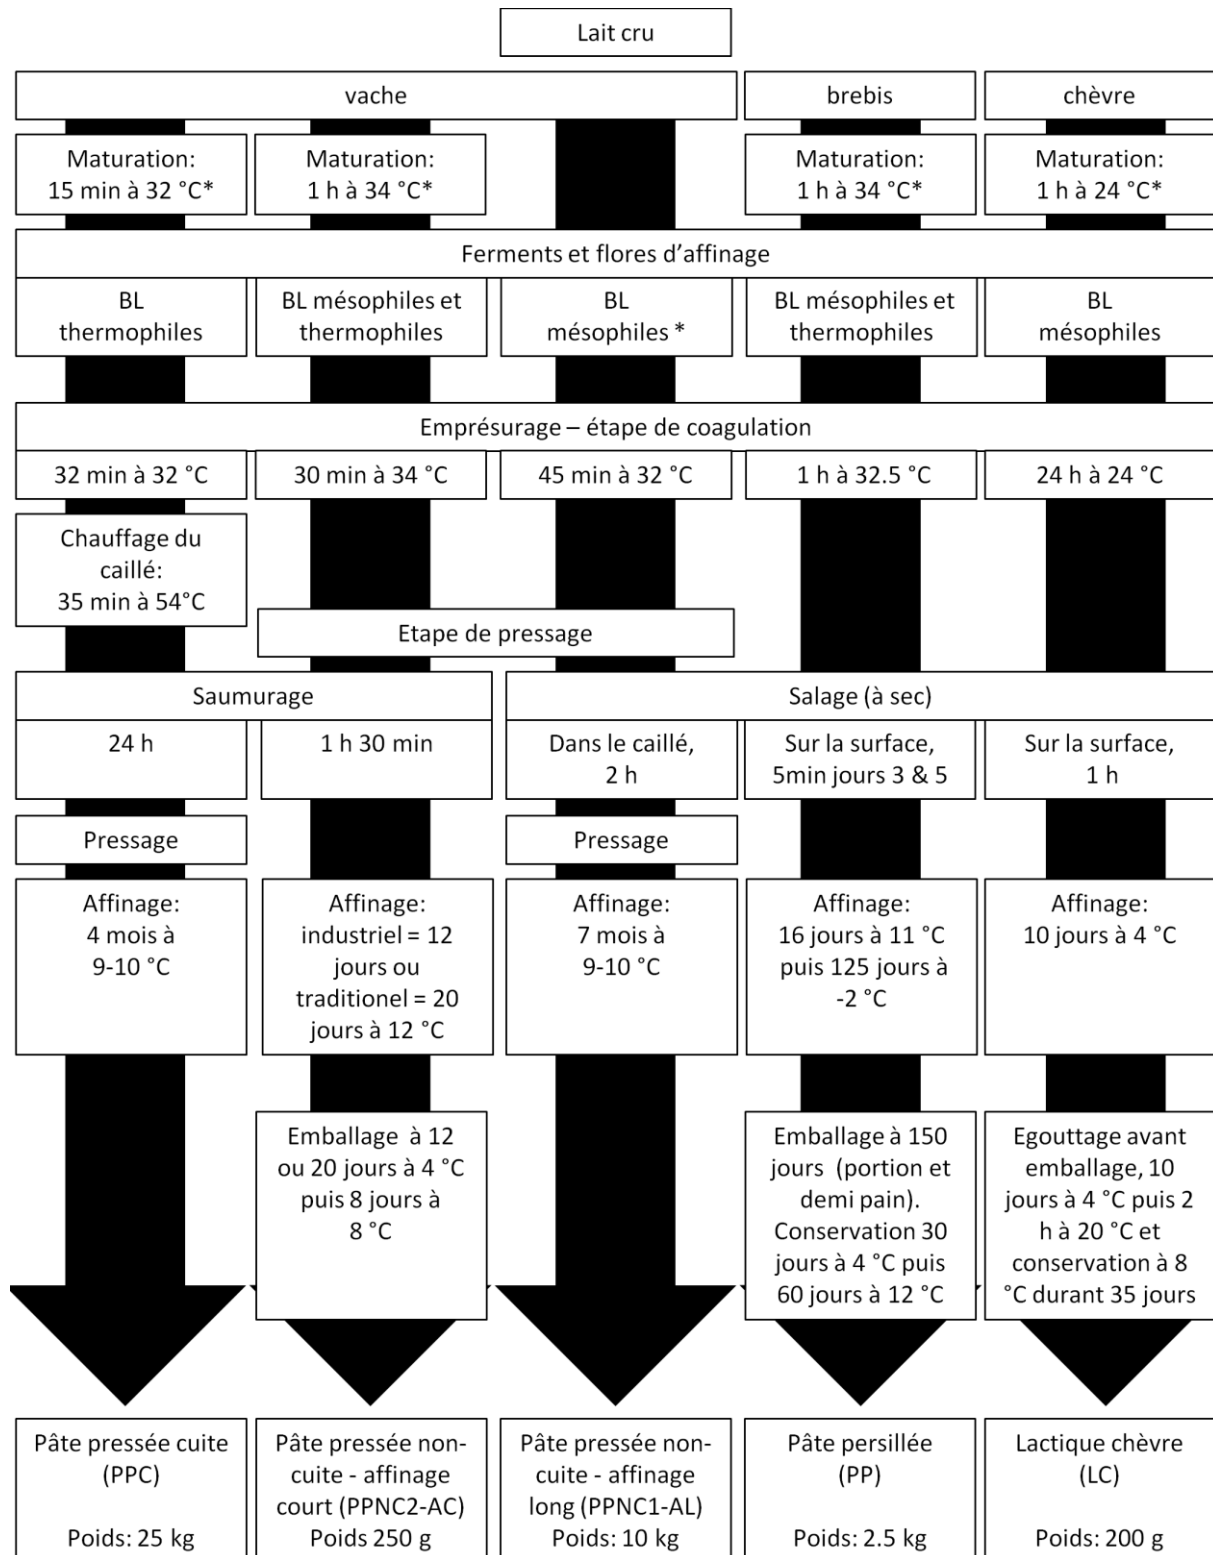 Lait cru
vache
brebis
chèvre
Maturation:
15 min à 32 °C*
Maturation:
1 h à 34 °C*
Maturation:
1 h à 34 °C*
Maturation:
1 h à 24 °C*
Ferments et flores d’affinage
BL
thermophiles
BL mésophiles et
thermophiles
BL
mésophiles *
BL mésophiles et
thermophiles
BL
mésophiles
Emprésurage – étape de coagulation
32 min à 32 °C
30 min à 34 °C
45 min à 32 °C
1 h à 32.5 °C
24 h à 24 °C
Chauffage du
caillé:
35 min à 54°C
Etape de pressage
Saumurage
Salage (à sec)
24 h
1 h 30 min
Dans le caillé,
2 h
Sur la surface,
5min jours 3 & 5
Sur la surface,
1 h
Pressage
Pressage
Affinage:
4 mois à
9-10 °C
Affinage:
industriel = 12
jours ou
traditionel = 20
jours à 12 °C
Affinage:
7 mois à
9-10 °C
Affinage:
16 jours à 11 °C
puis 125 jours à
-2 °C
Affinage:
10 jours à 4 °C
Emballage à 12
ou 20 jours à 4 °C
puis 8 jours à
8 °C
Emballage à 150
jours (portion et
demi pain).
Conservation 30
jours à 4 °C puis
60 jours à 12 °C
Egouttage avant
emballage, 10
jours à 4 °C puis 2
h à 20 °C et
conservation à 8
°C durant 35 jours
Pâte pressée cuite
(PPC)
Poids: 25 kg
Pâte pressée non-
cuite - affinage
court (PPNC2-AC)
Poids 250 g
Pâte pressée non-
cuite - affinage
long (PPNC1-AL)
Poids: 10 kg
Pâte persillée
(PP)
Poids: 2.5 kg
Lactique chèvre
(LC)
Poids: 200 g